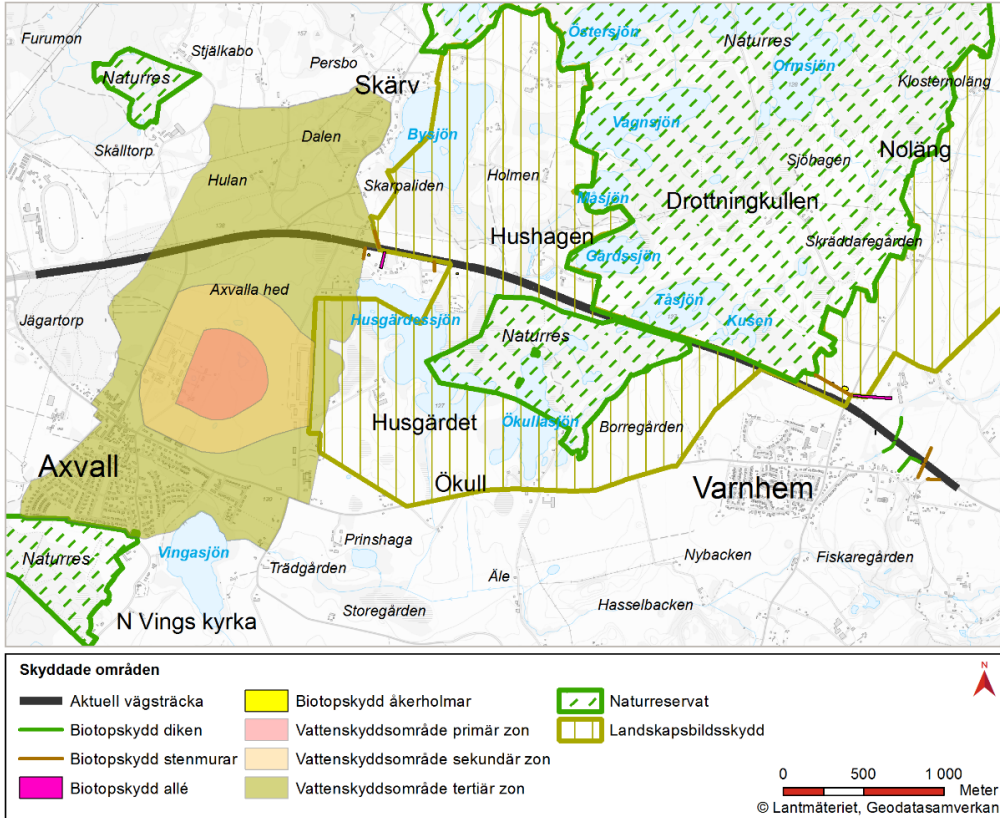 Furumon
Stjälkabo
Östersjön
Naturres
Persbo
Ormsjön
Naturres
Skärv
Klosternoläng
Vagnsjön
Dalen
Bysjön
Skälltorp
Noläng
Sjöhagen
Hulan
Skarpaliden
Holmen
Måsjön
Drottningkullen
Hushagen
Skräddaregården
Gårdssjön
Axvalla hed
Tåsjön
Jägartorp
Husgärdessjön
Kusen
Naturres
Husgärdet
Ökullasjön
Borregården
Axvall
Ökull
Varnhem
Prinshaga
Vingasjön
Naturres
Nybacken
Fiskaregården
Trädgården
Äle
Storegården
Hasselbacken
N Vings kyrka
Skyddade områden
Aktuell vägsträcka
Biotopskydd diken
Biotopskydd stenmurar
Biotopskydd allé
Biotopskydd åkerholmar
Vattenskyddsområde primär zon
Vattenskyddsområde sekundär zon
Vattenskyddsområde tertiär zon
Naturreservat
Landskapsbildsskydd
N
0 500 1 000
Meter
© Lantmäteriet, Geodatasamverkan